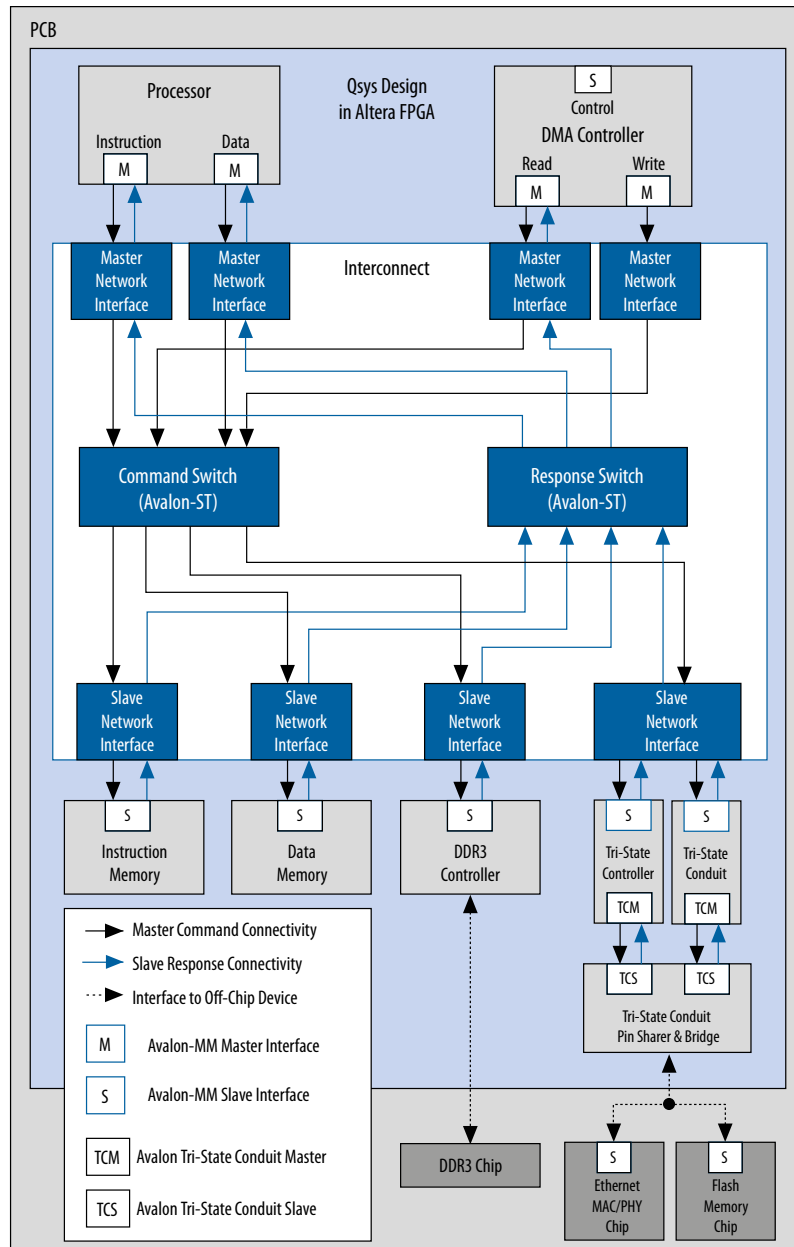 PCB
Qsys Design
in Altera FPGA
Processor
Instruction
Data
M
M
S
Control
DMA Controller
Read
Write
M
M
Interconnect
Master
Network
Interface
Master
Network
Interface
Master
Network
Interface
Master
Network
Interface
Command Switch
(Avalon-ST)
Response Switch
(Avalon-ST)
Slave
Network
Interface
Slave
Network
Interface
Slave
Network
Interface
Slave
Network
Interface
S
Instruction
Memory
S
Data
Memory
S
DDR3
Controller
S
Tri-State
Controller
TCM
S
Tri-State
Conduit
TCM
TCS
TCS
Tri-State Conduit
Pin Sharer & Bridge
Master Command Connectivity
Slave Response Connectivity
Interface to Off-Chip Device
M
Avalon-MM Master Interface
S
Avalon-MM Slave Interface
TCM
Avalon Tri-State Conduit Master
TCS
Avalon Tri-State Conduit Slave
DDR3 Chip
S
Ethernet
MAC/PHY
Chip
S
Flash
Memory
Chip